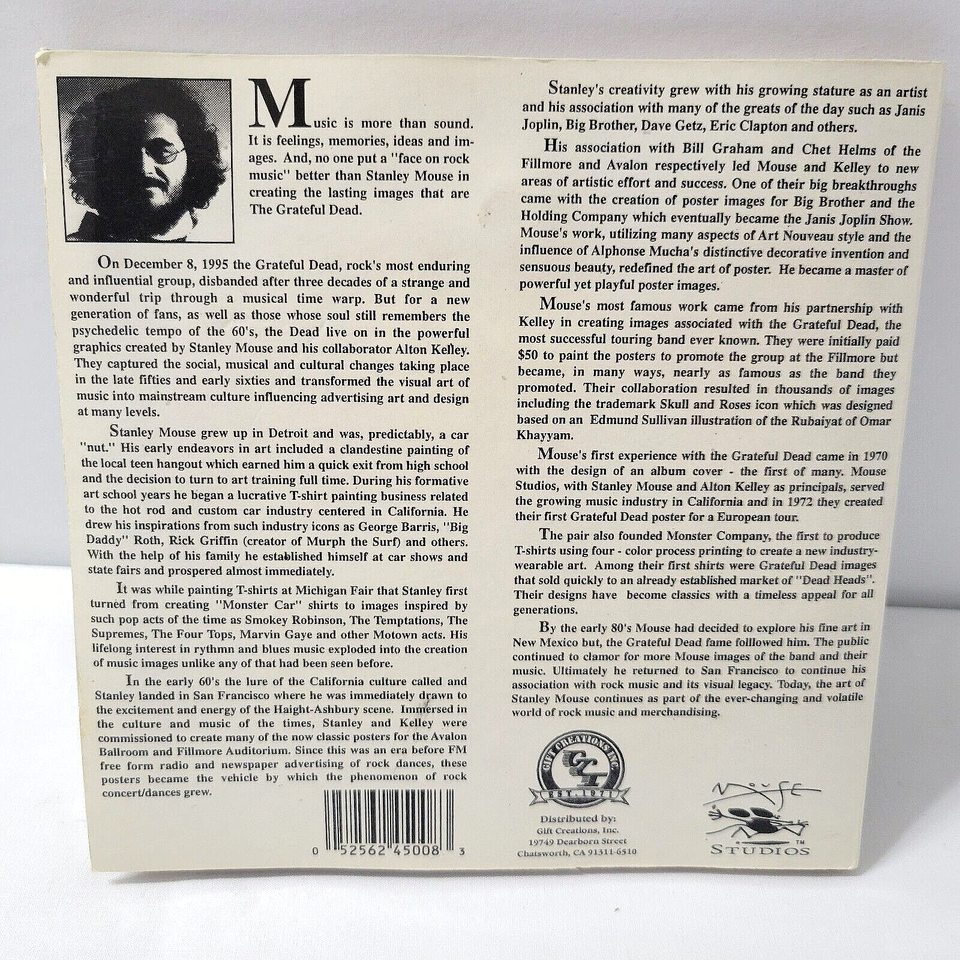 Music is more than sound.
It is feelings, memories, ideas and im-
ages. And, no one put a "face on rock
music" better than Stanley Mouse in
creating the lasting images that are
The Grateful Dead.
On December 8, 1995 the Grateful Dead, rock's most enduring
and influential group, disbanded after three decades of a strange and
wonderful trip through a musical time warp. But for a new
generation of fans, as well as those whose soul still remembers the
psychedelic tempo of the 60's, the Dead live on in the powerful
graphics created by Stanley Mouse and his collaborator Alton Kelley.
They captured the social, musical and cultural changes taking place
in the late fifties and early sixties and transformed the visual art of
music into mainstream culture influencing advertising art and design
at many levels.
Stanley Mouse grew up in Detroit and was, predictably, a car
"nut." His early endeavors in art included a clandestine painting of
the local teen hangout which earned him a quick exit from high school
and the decision to turn to art training full time. During his formative
art school years he began a lucrative T-shirt painting business related
to the hot rod and custom car industry centered in California. He
drew his inspirations from such industry icons as George Barris, "Big
Daddy" Roth, Rick Griffin (creator of Murph the Surf) and others.
With the help of his family he established himself at car shows and
state fairs and prospered almost immediately.
It was while painting T-shirts at Michigan Fair that Stanley first
turned from creating "Monster Car" shirts to images inspired by
such pop acts of the time as Smokey Robinson, The Temptations, The
Supremes, The Four Tops, Marvin Gaye and other Motown acts. His
lifelong interest in rythmn and blues music exploded into the creation
of music images unlike any of that had been seen before.
In the early 60's the lure of the California culture called and
Stanley landed in San Francisco where he was immediately drawn to
the excitement and energy of the Haight-Ashbury scene. Immersed in
the culture and music of the times, Stanley and Kelley were
commissioned to create many of the now classic posters for the Avalon
Ballroom and Fillmore Auditorium. Since this was an era before FM
free form radio and newspaper advertising of rock dances, these
posters became the vehicle by which the phenomenon of rock
concert/dances grew.
0 52562 45008 3
Stanley's creativity grew with his growing stature as an artist
and his association with many of the greats of the day such as Janis
Joplin, Big Brother, Dave Getz, Eric Clapton and others.
His association with Bill Graham and Chet Helms of the
Fillmore and Avalon respectively led Mouse and Kelley to new
areas of artistic effort and success. One of their big breakthroughs
came with the creation of poster images for Big Brother and the
Holding Company which eventually became the Janis Joplin Show.
Mouse's work, utilizing many aspects of Art Nouveau style and the
influence of Alphonse Mucha's distinctive decorative invention and
sensuous beauty, redefined the art of poster. He became a master of
powerful yet playful poster images.
Mouse's most famous work came from his partnership with
Kelley in creating images associated with the Grateful Dead, the
most successful touring band ever known. They were initially paid
$50 to paint the posters to promote the group at the Fillmore but
became, in many ways, nearly as famous as the band they
promoted. Their collaboration resulted in thousands of images
including the trademark Skull and Roses icon which was designed
based on an Edmund Sullivan illustration of the Rubaiyat of Omar
Khayyam.
Mouse's first experience with the Grateful Dead came in 1970
with the design of an album cover - the first of many. Mouse
Studios, with Stanley Mouse and Alton Kelley as principals, served
the growing music industry in California and in 1972 they created
their first Grateful Dead poster for a European tour.
The pair also founded Monster Company, the first to produce
T-shirts using four - color process printing to create a new industry-
wearable art. Among their first shirts were Grateful Dead images
that sold quickly to an already established market of "Dead Heads".
Their designs have become classics with a timeless appeal for all
generations.
By the early 80's Mouse had decided to explore his fine art in
New Mexico but, the Grateful Dead fame folllowd him. The public
continued to clamor for more Mouse images of the band and their
music. Ultimately he returned to San Francisco to continue his
association with rock music and its visual legacy. Today, the art of
Stanley Mouse continues as part of the ever-changing and volatile
world of rock music and merchandising.
GIFT CREATIONS INC.
GCI
EST. 1971
Distributed by:
Gift Creations, Inc.
19749 Dearborn Street
Chatsworth, CA 91311-6510
MOUSE
TM
STUDIOS